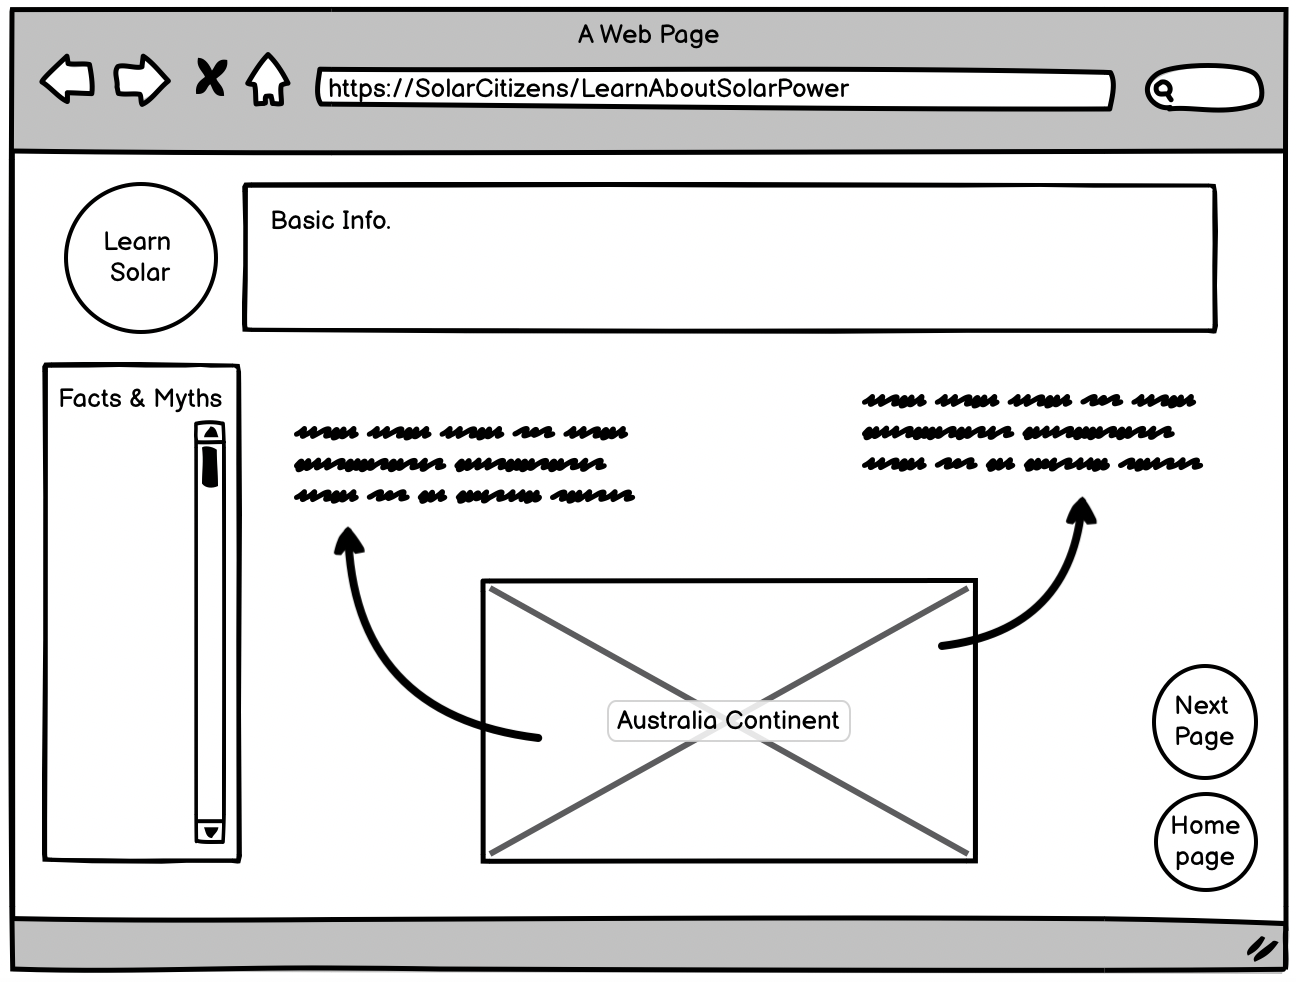 A Web Page
https://SolarCitizens/LearnAboutSolarPower
Learn
Solar
Basic Info.
Facts & Myths
Australia Continent
Next
Page
Home
page